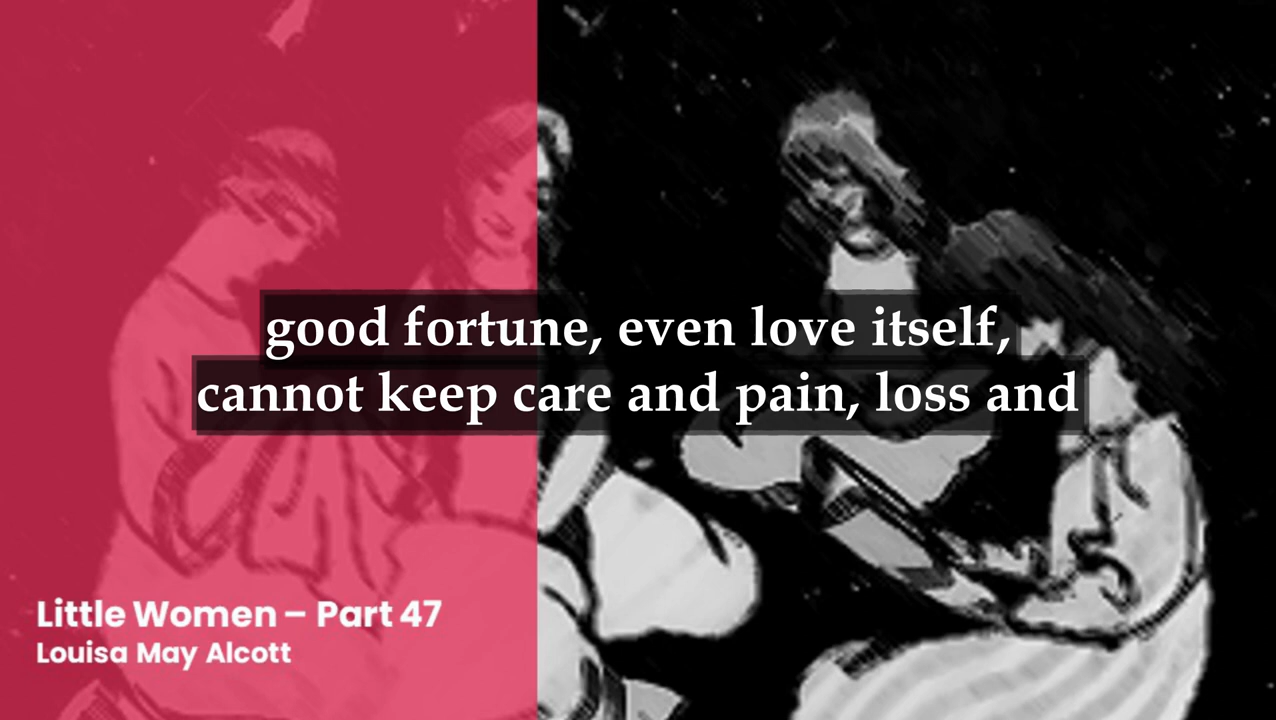 good fortune, even love itself,
cannot keep care and pain, loss and
Little Women – Part 47
Louisa May Alcott